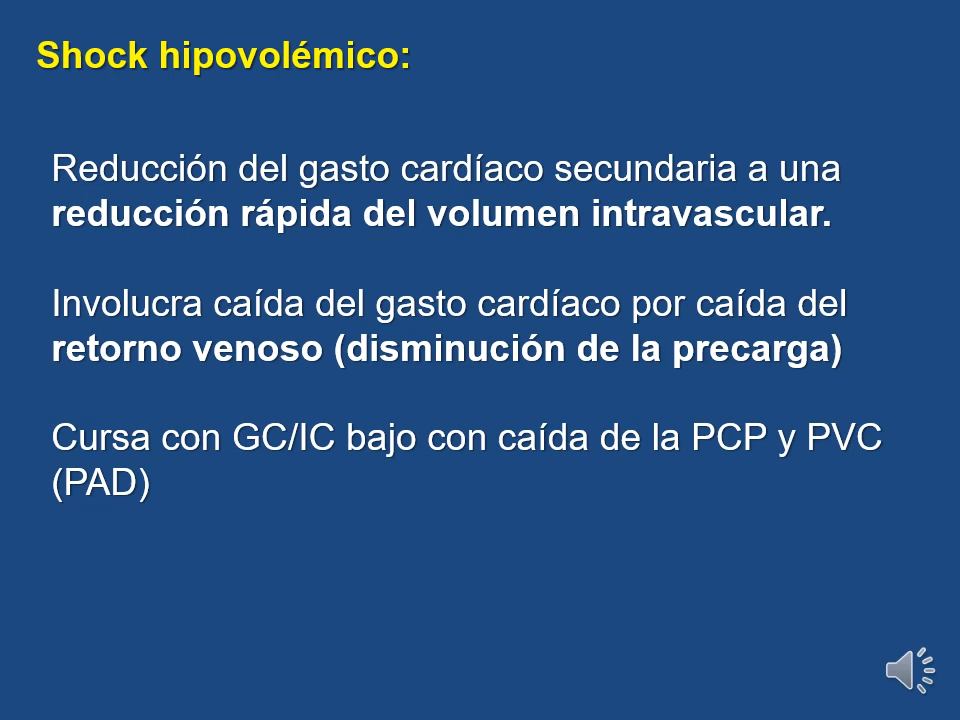 Shock hipovolémico:
Reducción del gasto cardíaco secundaria a una
reducción rápida del volumen intravascular.
Involucra caída del gasto cardíaco por caída del
retorno venoso (disminución de la precarga)
Cursa con GC/IC bajo con caída de la PCP y PVC
(PAD)